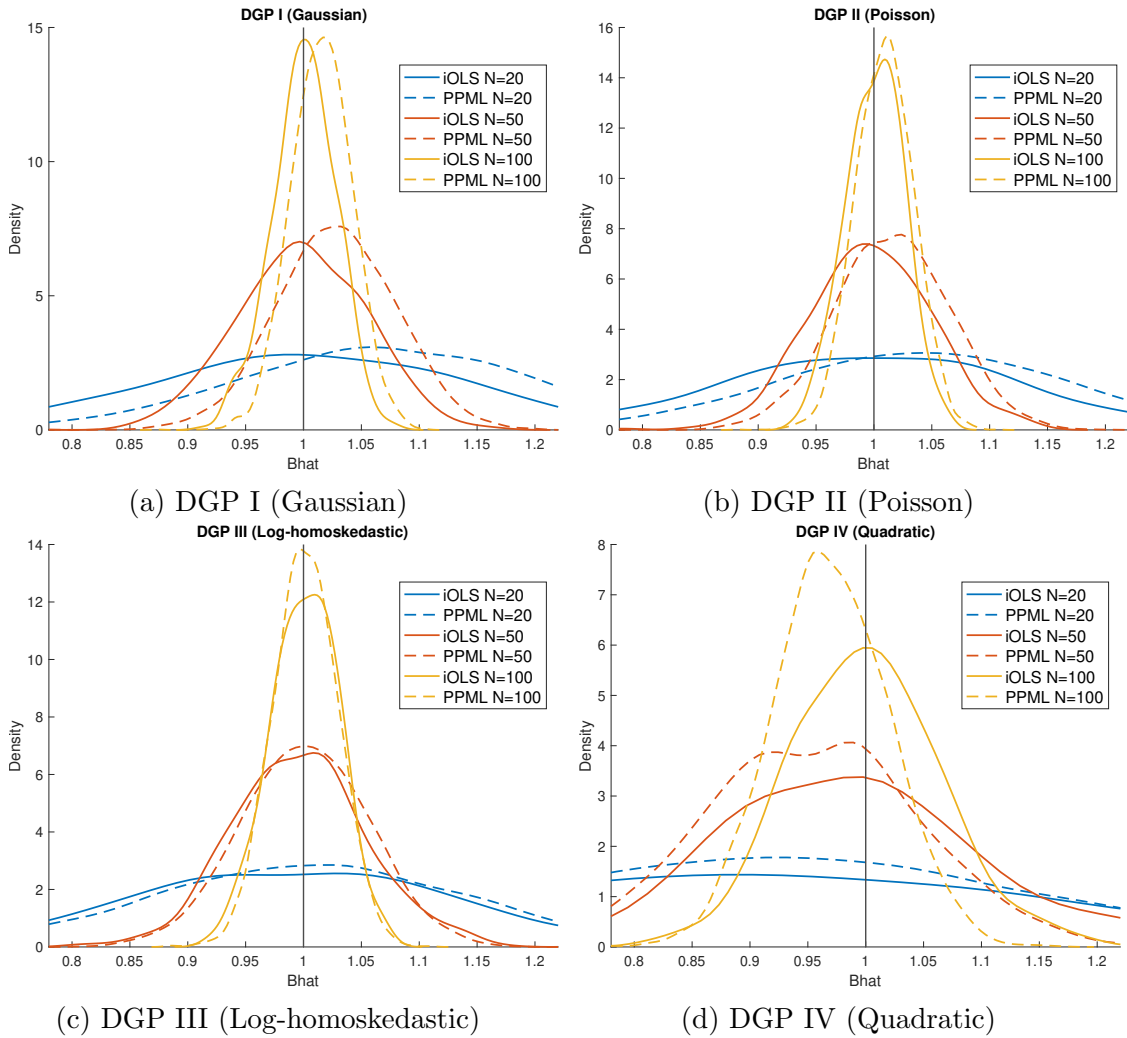 DGP I (Gaussian)
15
10
5
0
Density
0.8 0.85 0.9 0.95 1 1.05 1.1 1.15 1.2
Bhat
iOLS N=20
PPML N=20
iOLS N=50
PPML N=50
iOLS N=100
PPML N=100
(a) DGP I (Gaussian)
DGP II (Poisson)
16
14
12
10
8
6
4
2
0
Density
0.8 0.85 0.9 0.95 1 1.05 1.1 1.15 1.2
Bhat
iOLS N=20
PPML N=20
iOLS N=50
PPML N=50
iOLS N=100
PPML N=100
(b) DGP II (Poisson)
DGP III (Log-homoskedastic)
14
12
10
8
6
4
2
0
Density
0.8 0.85 0.9 0.95 1 1.05 1.1 1.15 1.2
Bhat
iOLS N=20
PPML N=20
iOLS N=50
PPML N=50
iOLS N=100
PPML N=100
(c) DGP III (Log-homoskedastic)
DGP IV (Quadratic)
8
7
6
5
4
3
2
1
0
Density
0.8 0.85 0.9 0.95 1 1.05 1.1 1.15 1.2
Bhat
iOLS N=20
PPML N=20
iOLS N=50
PPML N=50
iOLS N=100
PPML N=100
(d) DGP IV (Quadratic)